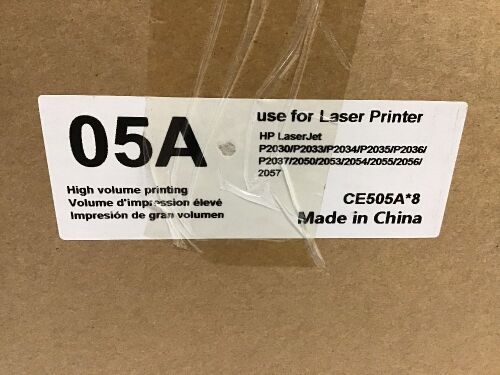 05A
High volume printing
Volume d'impression élevé
Impresión de gran volumen
use for Laser Printer
HP LaserJet
P2030/P2033/P2034/P2035/P2036/
P2037/2050/2053/2054/2055/2056/
2057
CE505A*8
Made in China